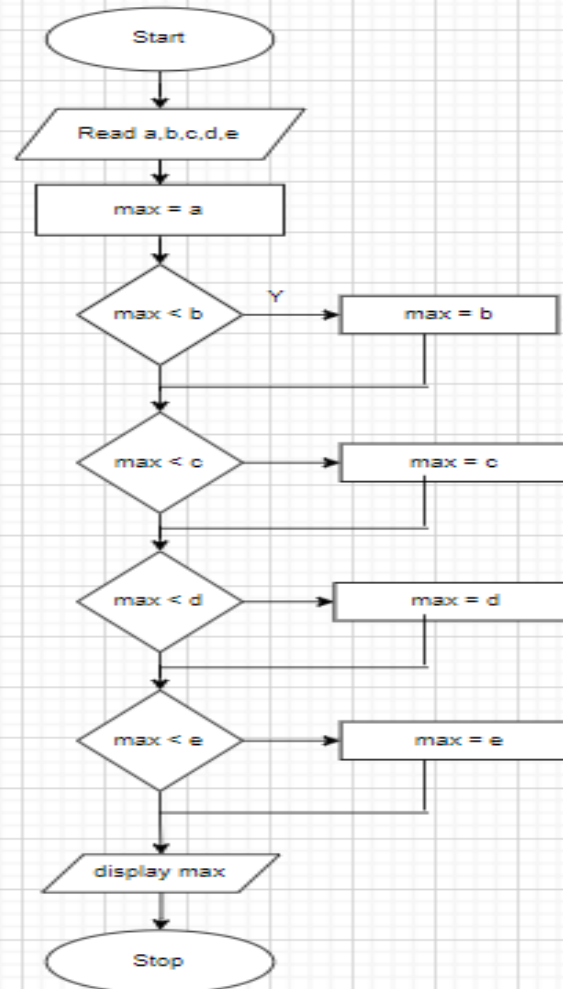 Start
Read a,b,c,d,e
max = a
max < b
Y
max = b
max < c
max = c
max < d
max = d
max < e
max = e
display max
Stop